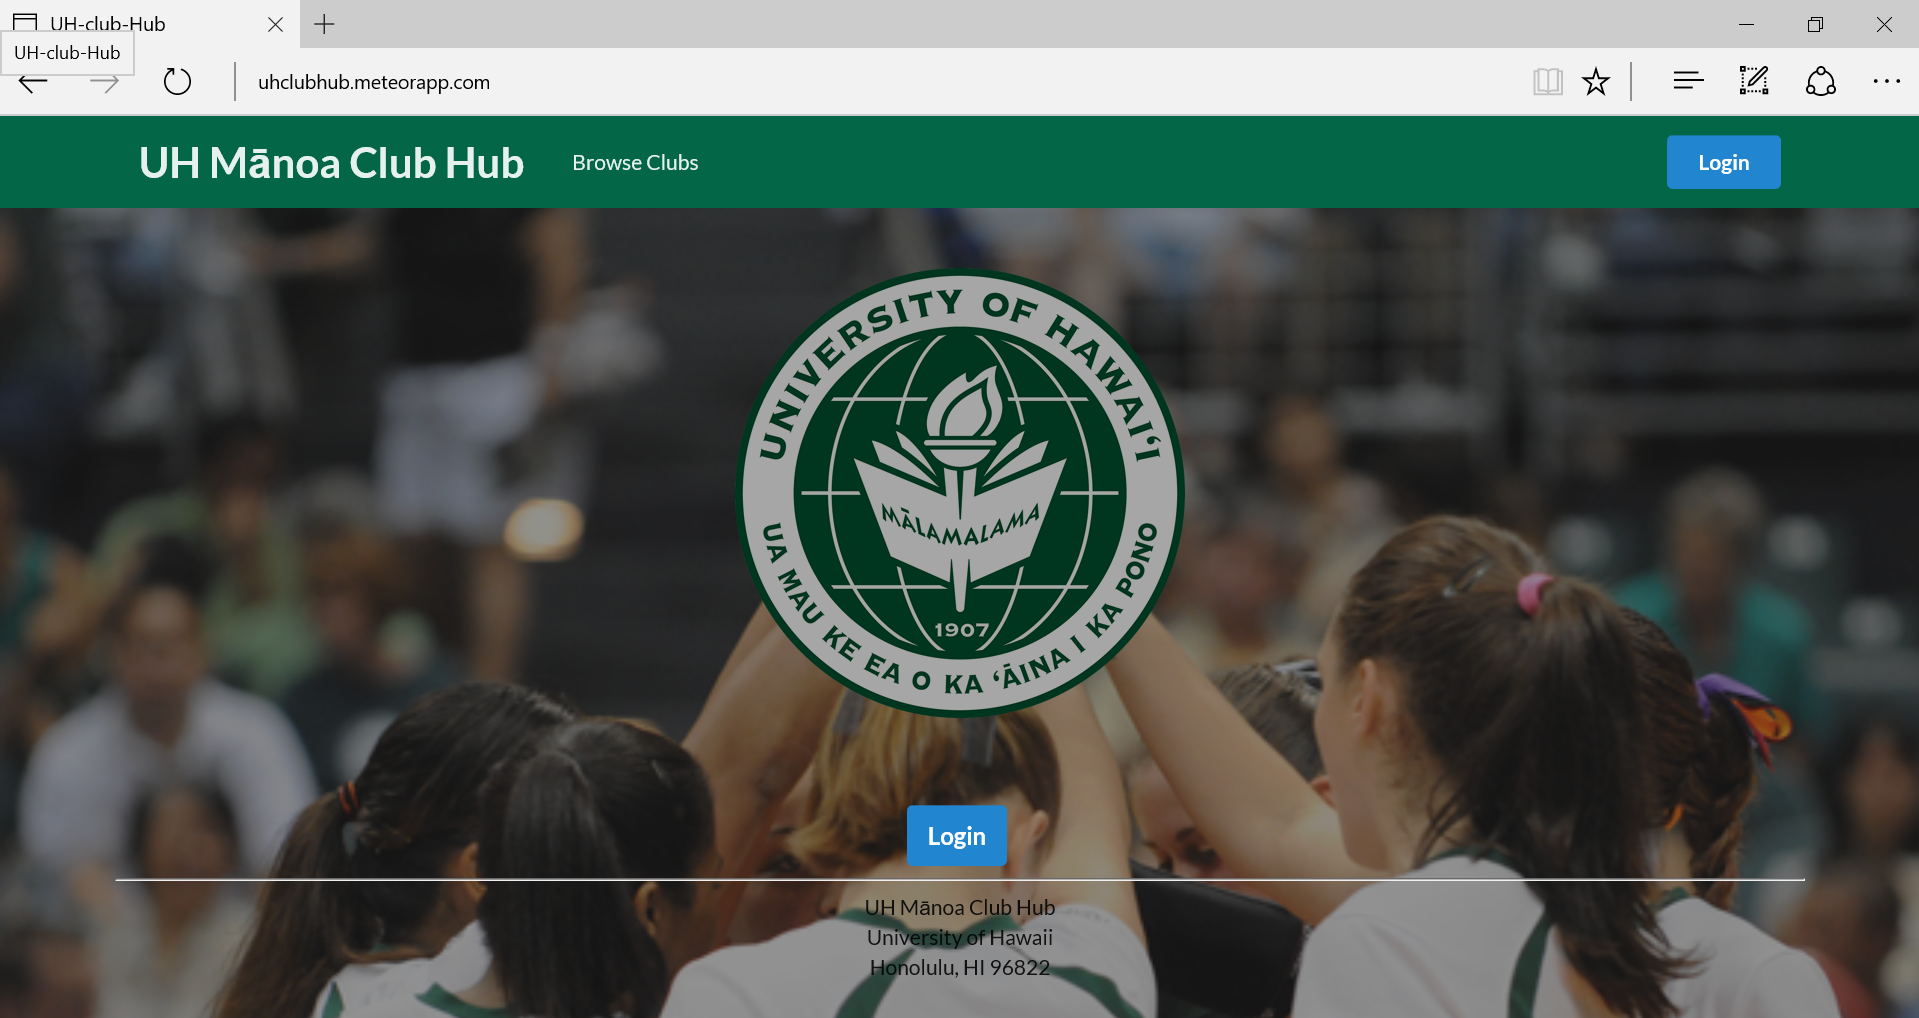 UH-club-Hub
UH-club-Hub
uhclubhub.meteorapp.com
UH Mānoa Club Hub
Browse Clubs
Login
UNIVERSITY OF HAWAIʻI
MĀLAMALAMA
1907
UA MAU KE EA O KA ʻĀINA I KA PONO
Login
UH Mānoa Club Hub
University of Hawaii
Honolulu, HI 96822